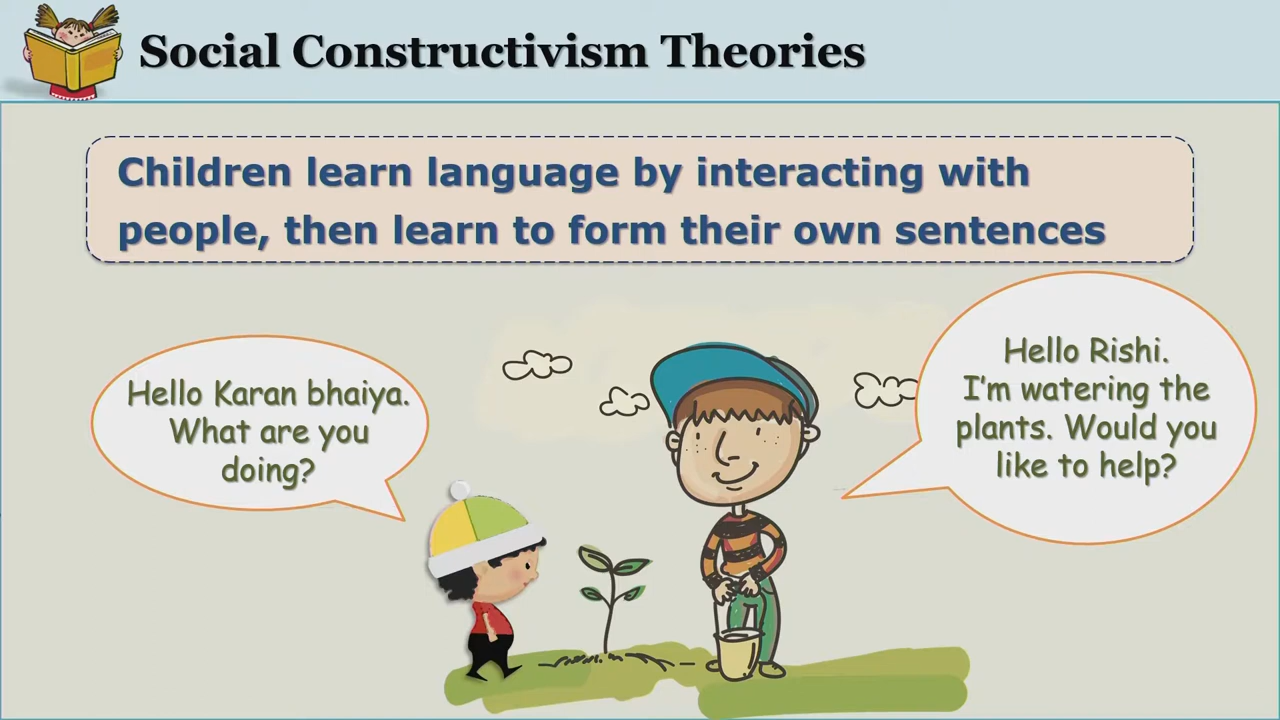 Social Constructivism Theories
Children learn language by interacting with
people, then learn to form their own sentences
Hello Karan bhaiya.
What are you
doing?
Hello Rishi.
I'm watering the
plants. Would you
like to help?